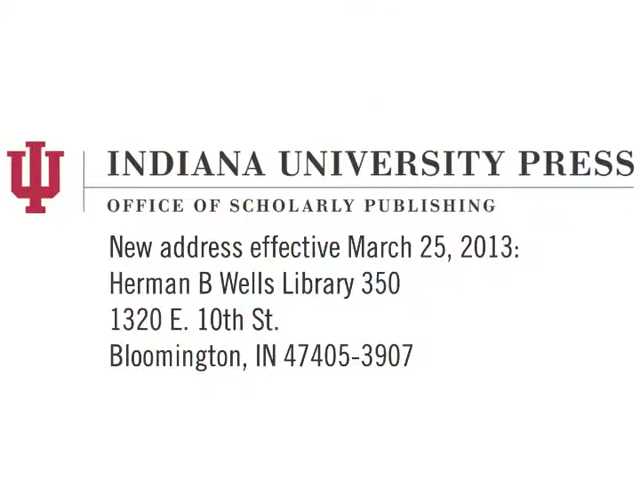 INDIANA UNIVERSITY PRESS
OFFICE OF SCHOLARLY PUBLISHING
New address effective March 25, 2013:
Herman B Wells Library 350
1320 E. 10th St.
Bloomington, IN 47405-3907